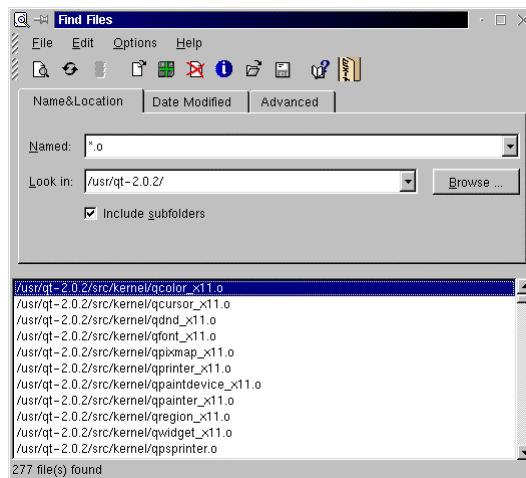 Find Files
File Edit Options Help
Name&Location Date Modified Advanced
Named: *.o
Look in: /usr/qt-2.0.2/ Browse ...
Include subfolders
/usr/qt-2.0.2/src/kernel/qcolor_x11.o
/usr/qt-2.0.2/src/kernel/qcursor_x11.o
/usr/qt-2.0.2/src/kernel/qdnd_x11.o
/usr/qt-2.0.2/src/kernel/qfont_x11.o
/usr/qt-2.0.2/src/kernel/qpixmap_x11.o
/usr/qt-2.0.2/src/kernel/qprinter_x11.o
/usr/qt-2.0.2/src/kernel/qpaintdevice_x11.o
/usr/qt-2.0.2/src/kernel/qpainter_x11.o
/usr/qt-2.0.2/src/kernel/qregion_x11.o
/usr/qt-2.0.2/src/kernel/qwidget_x11.o
/usr/qt-2.0.2/src/kernel/qpsprinter.o
277 file(s) found